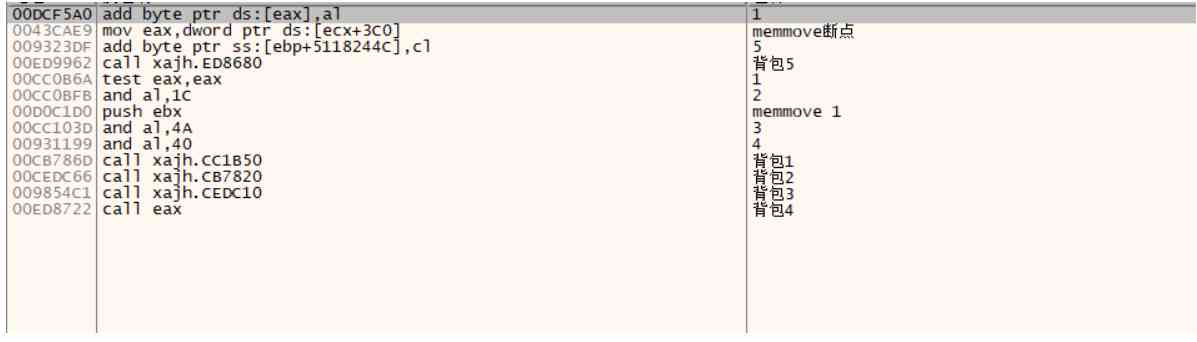 00DCF5A0 add byte ptr ds:[eax],al 1
0043CAE9 mov eax,dword ptr ds:[ecx+3C0] memmove断点
009323DF add byte ptr ss:[ebp+5118244C],cl 5
00ED9962 call xajh.ED8680 背包5
00CC0B6A test eax,eax 1
00CC0BFB and al,1C 2
00D0C1D0 push ebx memmove 1
00CC103D and al,4A 3
00931199 and al,40 4
00CB786D call xajh.CC1B50 背包1
00CEDC66 call xajh.CB7820 背包2
009854C1 call xajh.CEDC10 背包3
00ED8722 call eax 背包4